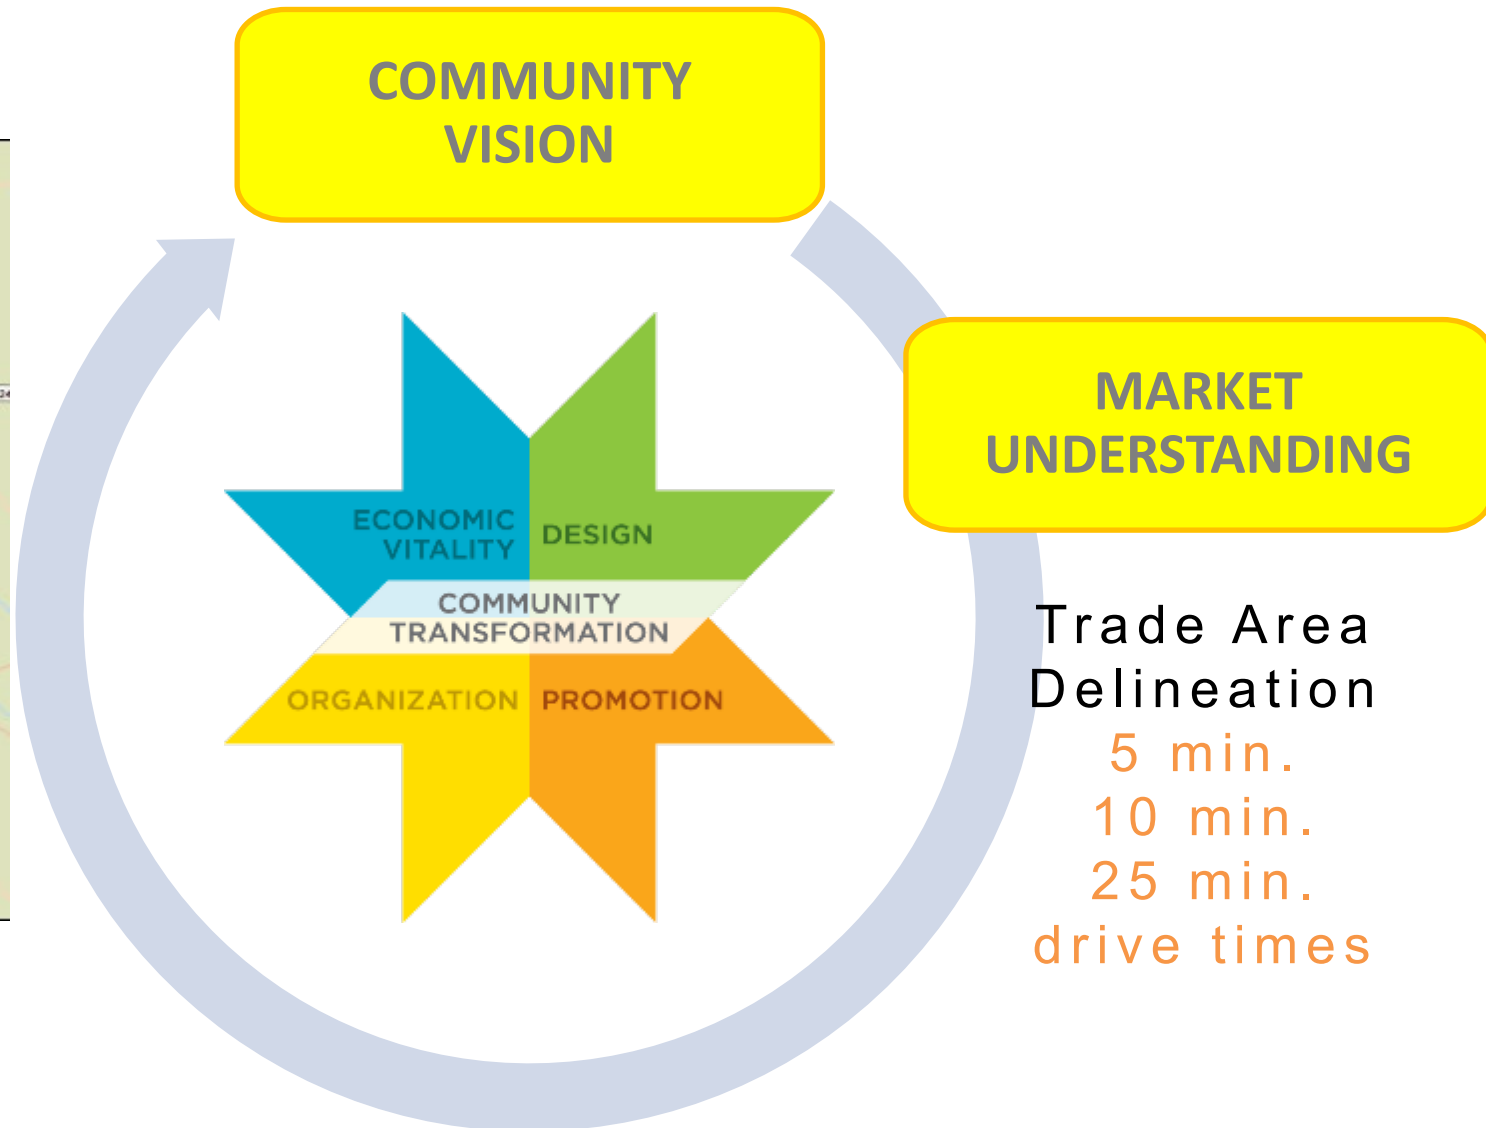 COMMUNITY
VISION
MARKET
UNDERSTANDING
ECONOMIC
VITALITY
DESIGN
COMMUNITY
TRANSFORMATION
ORGANIZATION
PROMOTION
Trade Area
Delineation
5 min.
10 min.
25 min.
drive times